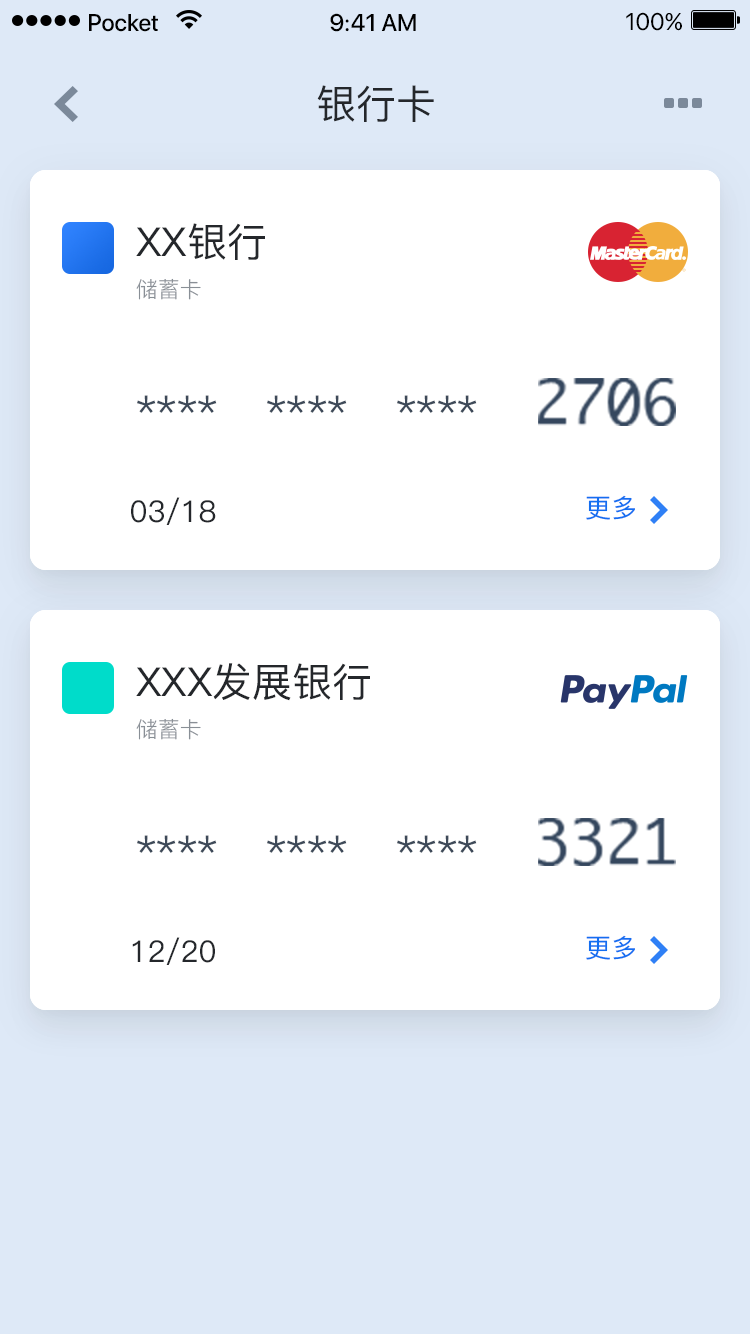 Pocket 9:41 AM 100%
银行卡
XX银行
MasterCard.
储蓄卡
**** **** **** 2706
03/18 更多
XXX发展银行
PayPal
储蓄卡
**** **** **** 3321
12/20 更多